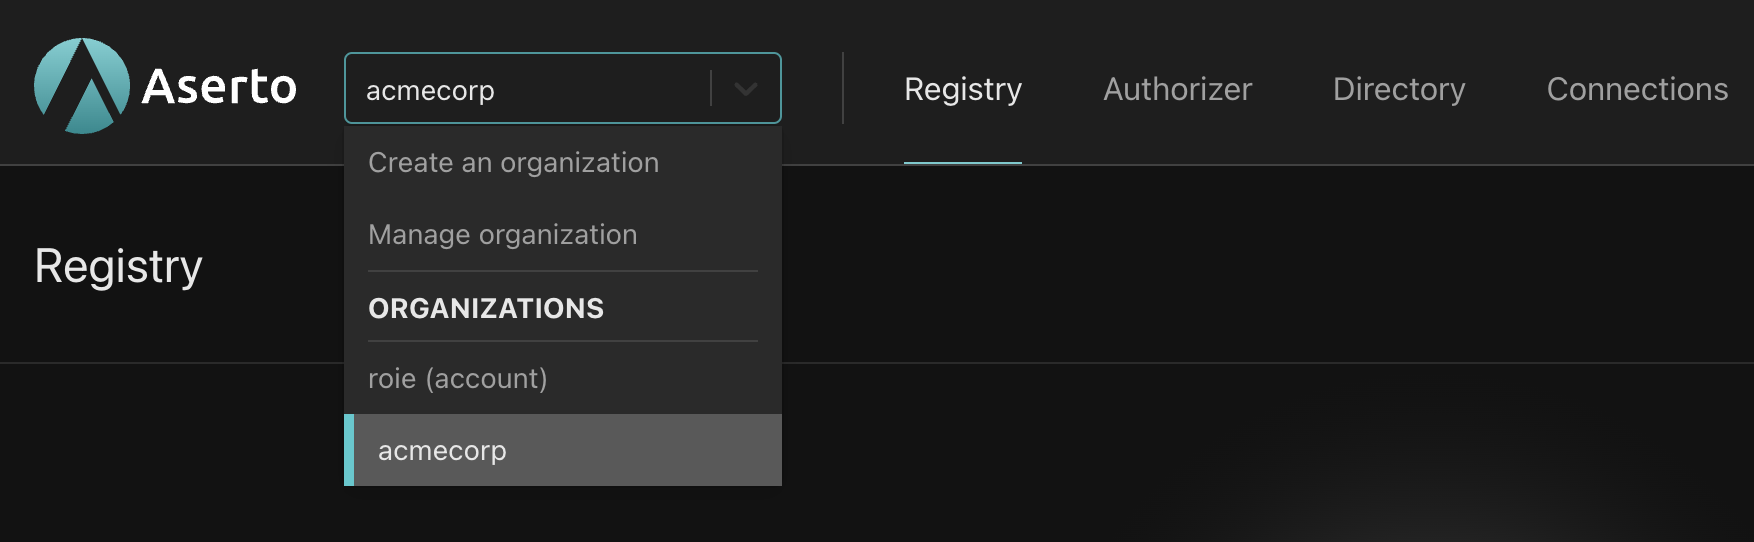 Aserto
acmecorp
Registry
Authorizer
Directory
Connections
Create an organization
Manage organization
ORGANIZATIONS
roie (account)
acmecorp
Registry